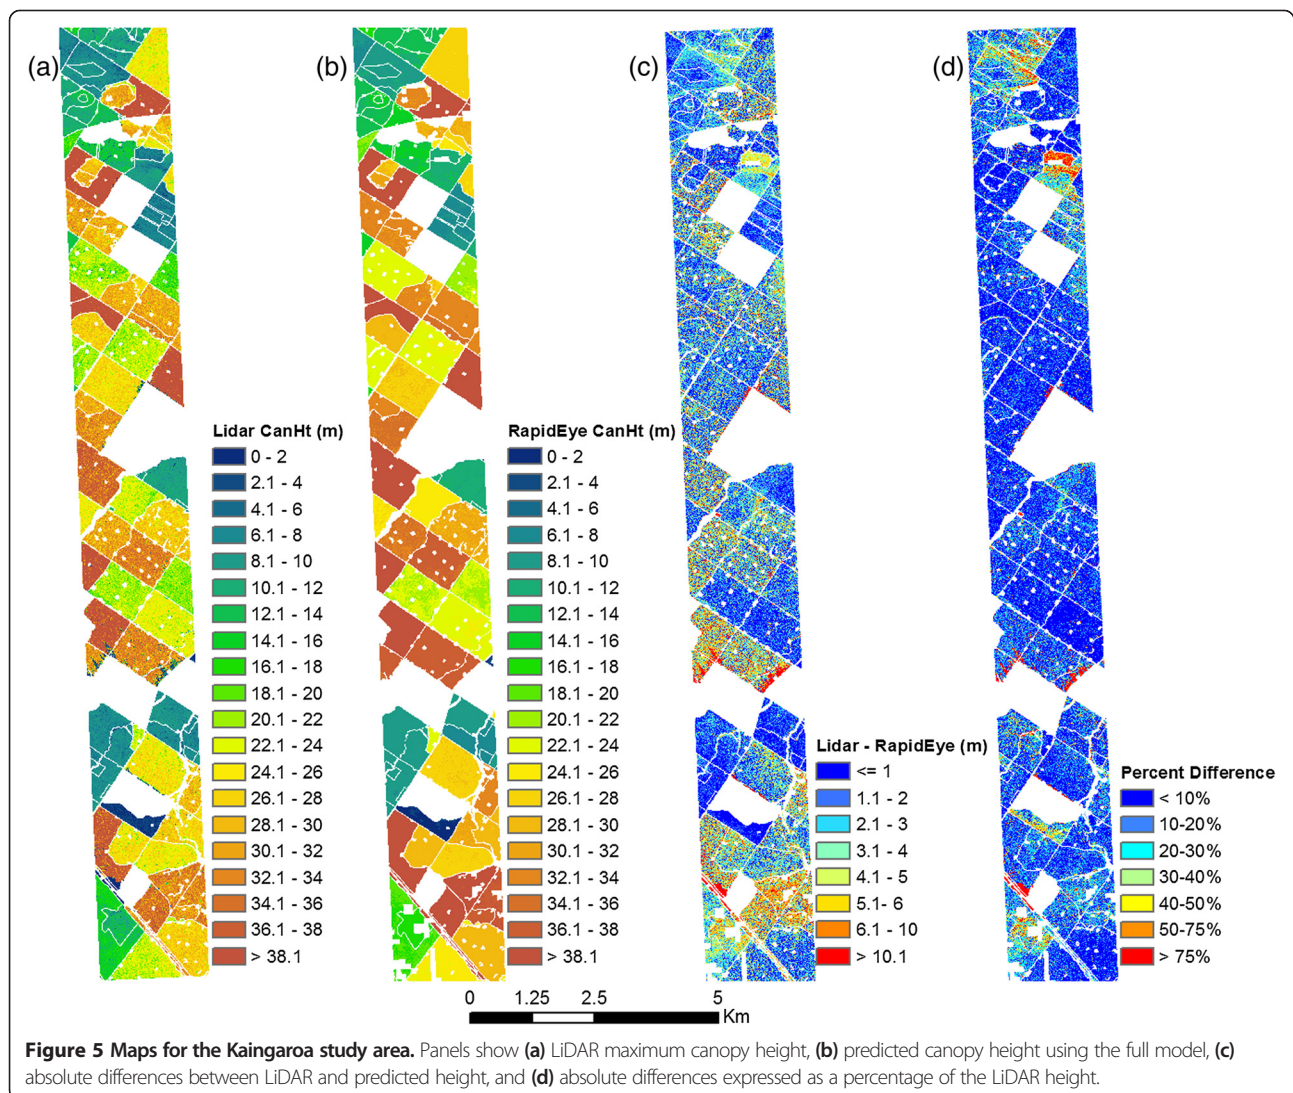 (a)
(b)
(c)
(d)
Lidar CanHt (m)
0 - 2
2.1 - 4
4.1 - 6
6.1 - 8
8.1 - 10
10.1 - 12
12.1 - 14
14.1 - 16
16.1 - 18
18.1 - 20
20.1 - 22
22.1 - 24
24.1 - 26
26.1 - 28
28.1 - 30
30.1 - 32
32.1 - 34
34.1 - 36
36.1 - 38
> 38.1
RapidEye CanHt (m)
0 - 2
2.1 - 4
4.1 - 6
6.1 - 8
8.1 - 10
10.1 - 12
12.1 - 14
14.1 - 16
16.1 - 18
18.1 - 20
20.1 - 22
22.1 - 24
24.1 - 26
26.1 - 28
28.1 - 30
30.1 - 32
32.1 - 34
34.1 - 36
36.1 - 38
> 38.1
Lidar - RapidEye (m)
<= 1
1.1 - 2
2.1 - 3
3.1 - 4
4.1 - 5
5.1- 6
6.1 - 10
> 10.1
Percent Difference
< 10%
10-20%
20-30%
30-40%
40-50%
50-75%
> 75%
0 1.25 2.5 5
Km
Figure 5 Maps for the Kaingaroa study area. Panels show (a) LiDAR maximum canopy height, (b) predicted canopy height using the full model, (c)
absolute differences between LiDAR and predicted height, and (d) absolute differences expressed as a percentage of the LiDAR height.